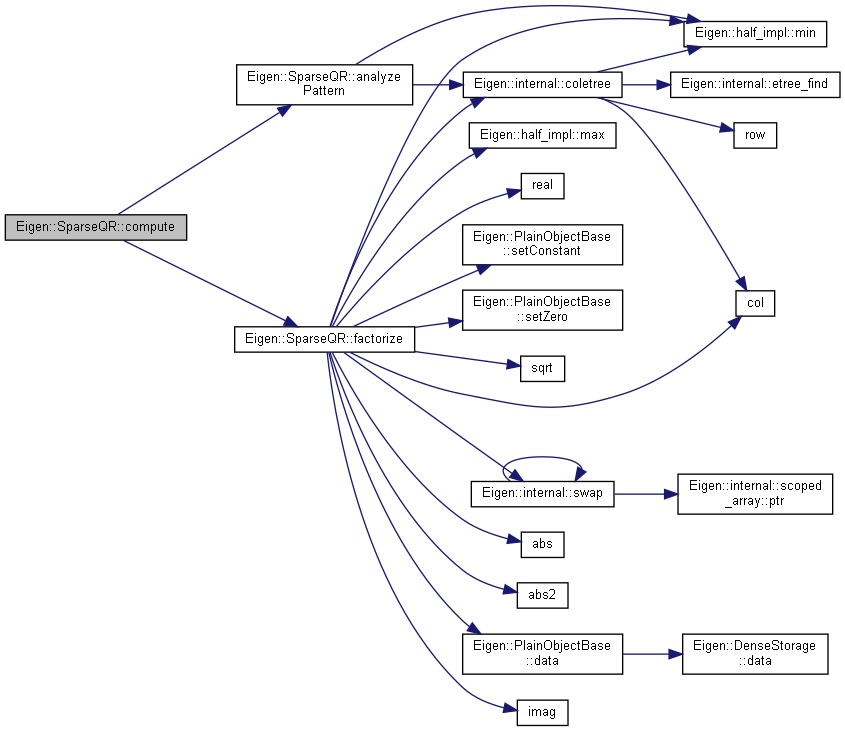 Eigen::half_impl::min
Eigen::SparseQR::analyze
Pattern
Eigen::internal::coletree
Eigen::internal::etree_find
Eigen::half_impl::max
row
real
Eigen::SparseQR::compute
Eigen::PlainObjectBase
::setConstant
Eigen::PlainObjectBase
::setZero
col
Eigen::SparseQR::factorize
sqrt
Eigen::internal::swap
Eigen::internal::scoped
_array::ptr
abs
abs2
Eigen::PlainObjectBase
::data
Eigen::DenseStorage
::data
imag